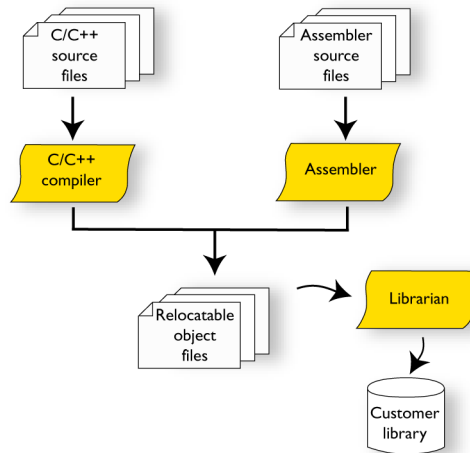 C/C++
source
files
Assembler
source
files
C/C++
compiler
Assembler
Relocatable
object
files
Librarian
Customer
library